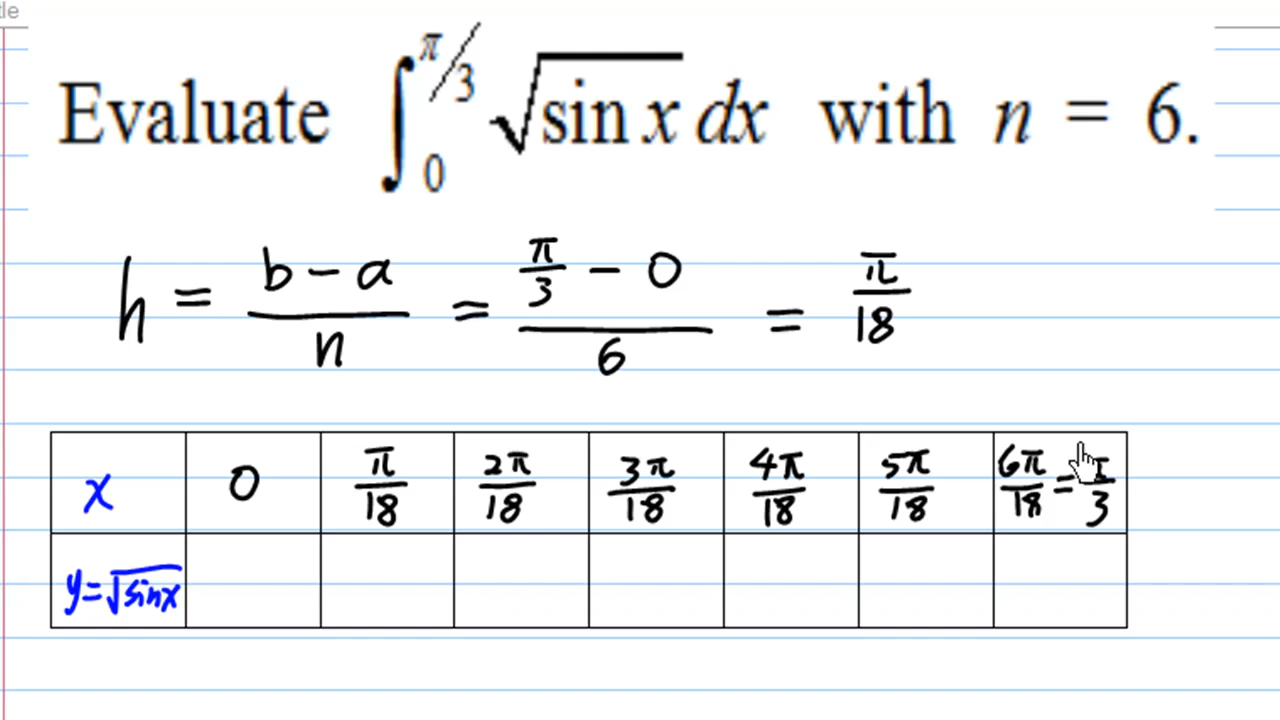 tle
Evaluate ∫₀^{π/3} √(sin x) dx with n = 6.
h = (b - a)/n = (π/3 - 0)/6 = π/18
x 0 π/18 2π/18 3π/18 4π/18 5π/18 6π/18 = π/3
y = √sinx